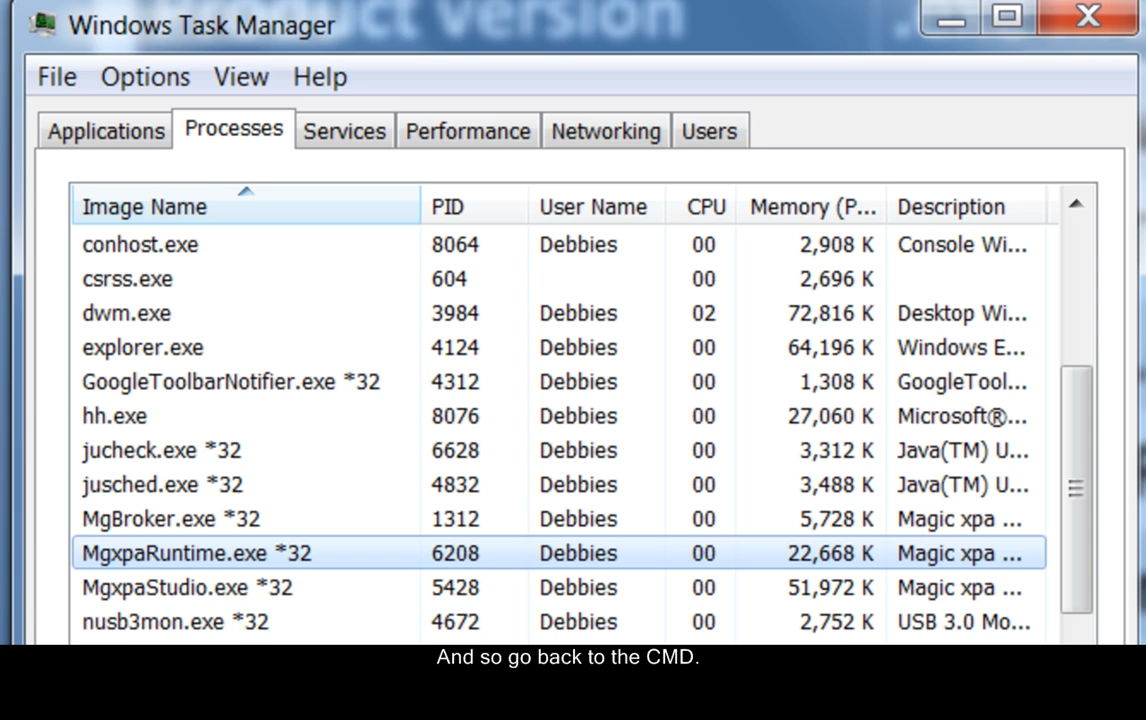 product version
Windows Task Manager
File Options View Help
Applications Processes Services Performance Networking Users
Image Name PID User Name CPU Memory (P... Description
conhost.exe 8064 Debbies 00 2,908 K Console Wi...
csrss.exe 604 00 2,696 K
dwm.exe 3984 Debbies 02 72,816 K Desktop Wi...
explorer.exe 4124 Debbies 00 64,196 K Windows E...
GoogleToolbarNotifier.exe *32 4312 Debbies 00 1,308 K GoogleTool...
hh.exe 8076 Debbies 00 27,060 K Microsoft®...
jucheck.exe *32 6628 Debbies 00 3,312 K Java(TM) U...
jusched.exe *32 4832 Debbies 00 3,488 K Java(TM) U...
MgBroker.exe *32 1312 Debbies 00 5,728 K Magic xpa ...
MgxpaRuntime.exe *32 6208 Debbies 00 22,668 K Magic xpa ...
MgxpaStudio.exe *32 5428 Debbies 00 51,972 K Magic xpa ...
nusb3mon.exe *32 4672 Debbies 00 2,752 K USB 3.0 Mo...
And so go back to the CMD.